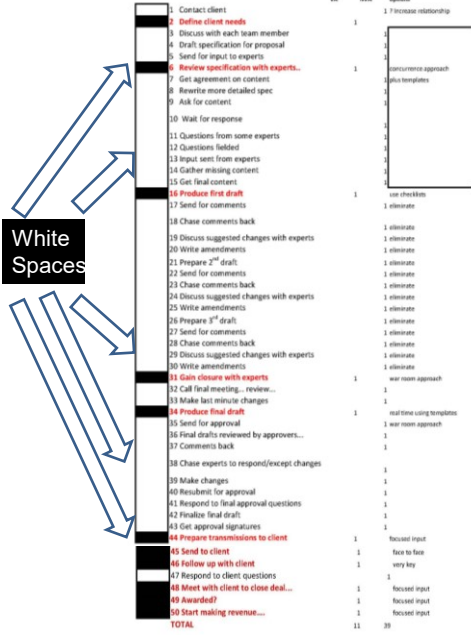 1 Contact client 1 ? Increase relationship
2 Define client needs 1
3 Discuss with each team member 1
4 Draft specification for proposal 1
5 Send for input to experts 1
6 Review specification with experts.. 1 concurrence approach
7 Get agreement on content 1 plus templates
8 Rewrite more detailed spec 1
9 Ask for content 1
10 Wait for response 1
11 Questions from some experts 1
12 Questions fielded 1
13 Input sent from experts 1
14 Gather missing content 1
15 Get final content 1
16 Produce first draft 1 use checklists
17 Send for comments 1 eliminate
18 Chase comments back 1 eliminate
White
Spaces
19 Discuss suggested changes with experts 1 eliminate
20 Write amendments 1 eliminate
21 Prepare 2nd draft 1 eliminate
22 Send for comments 1 eliminate
23 Chase comments back 1 eliminate
24 Discuss suggested changes with experts 1 eliminate
25 Write amendments 1 eliminate
26 Prepare 3rd draft 1 eliminate
27 Send for comments 1 eliminate
28 Chase comments back 1 eliminate
29 Discuss suggested changes with experts 1 eliminate
30 Write amendments 1 eliminate
31 Gain closure with experts 1 war room approach
32 Call final meeting... review... 1
33 Make last minute changes 1
34 Produce final draft 1 real time using templates
35 Send for approval 1 war room approach
36 Final drafts reviewed by approvers... 1
37 Comments back 1
38 Chase experts to respond/except changes 1
39 Make changes 1
40 Resubmit for approval 1
41 Respond to final approval questions 1
42 Finalize final draft 1
43 Get approval signatures 1
44 Prepare transmissions to client 1 focused input
45 Send to client 1 face to face
46 Follow up with client 1 very key
47 Respond to client questions 1
48 Meet with client to close deal... 1 focused input
49 Awarded? 1 focused input
50 Start making revenue.... 1 focused input
TOTAL 11 39